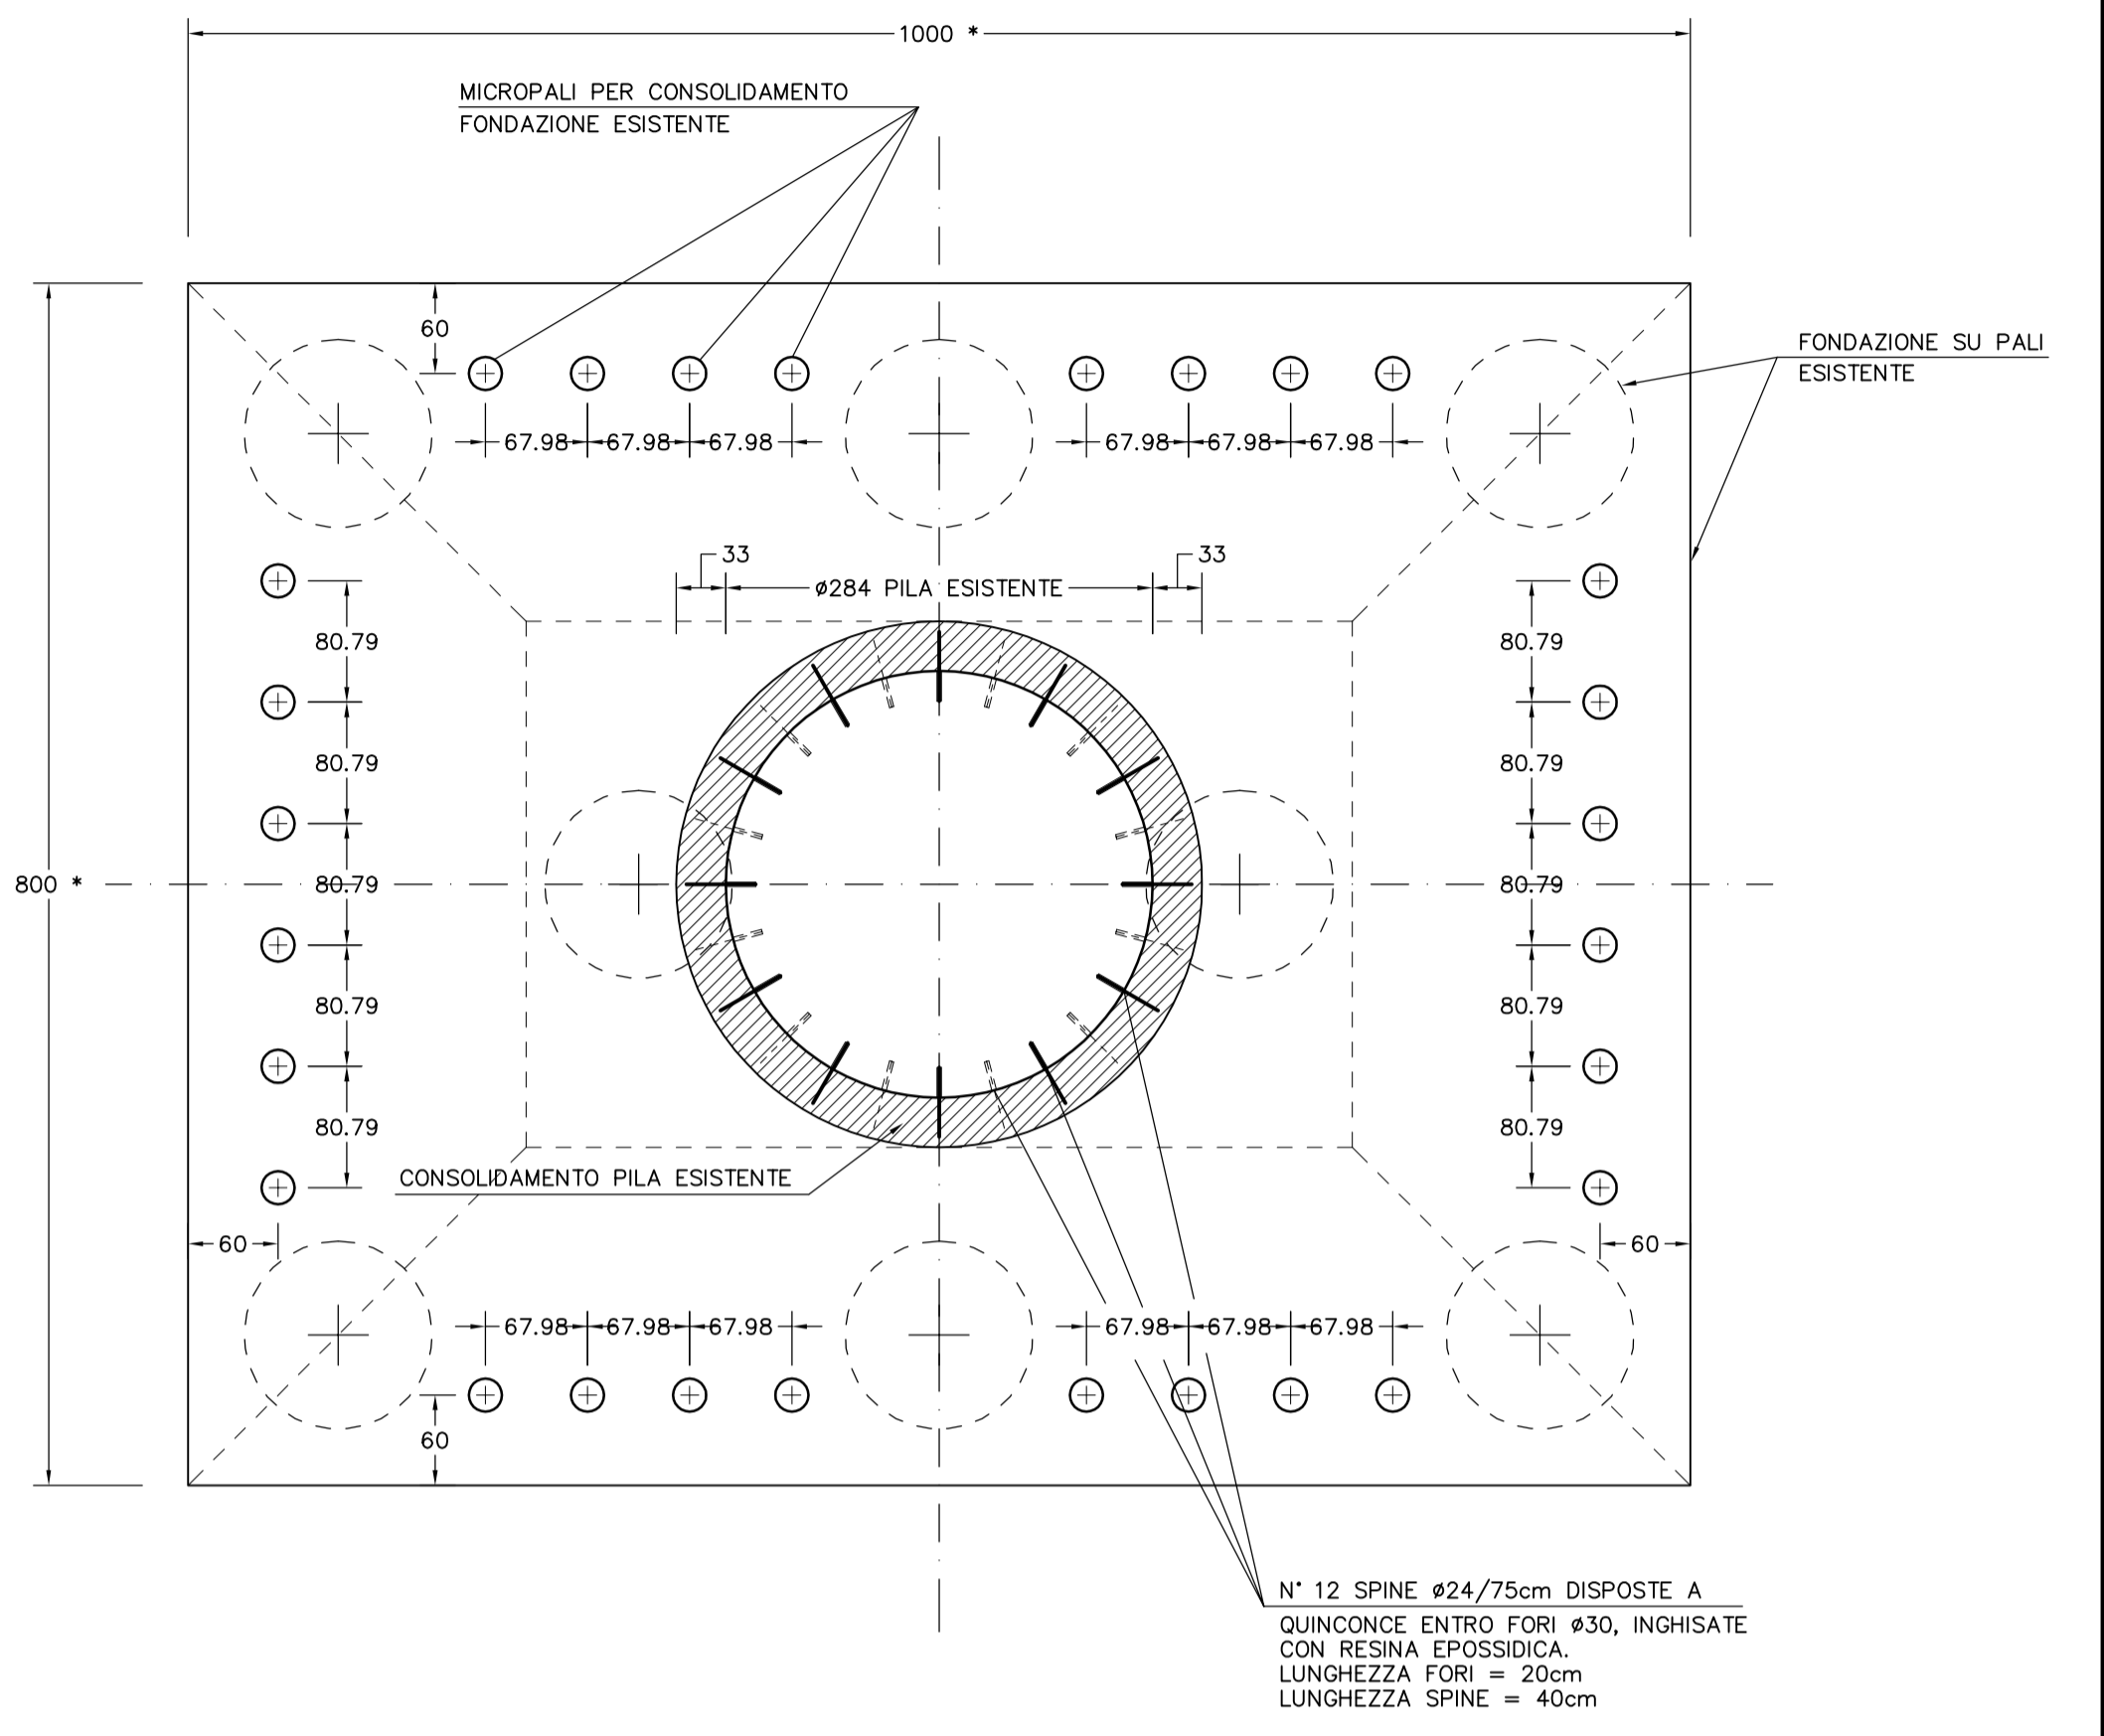 1000 *
MICROPALI PER CONSOLIDAMENTO
FONDAZIONE ESISTENTE
60
FONDAZIONE SU PALI
ESISTENTE
67.98 67.98 67.98 67.98 67.98 67.98
33 33
ø284 PILA ESISTENTE
80.79 80.79
80.79 80.79
800 * 80.79 80.79
80.79 80.79
80.79 80.79
CONSOLIDAMENTO PILA ESISTENTE
60 60
67.98 67.98 67.98 67.98 67.98 67.98
60
N° 12 SPINE ø24/75cm DISPOSTE A
QUINCONCE ENTRO FORI ø30, INGHISATE
CON RESINA EPOSSIDICA.
LUNGHEZZA FORI = 20cm
LUNGHEZZA SPINE = 40cm